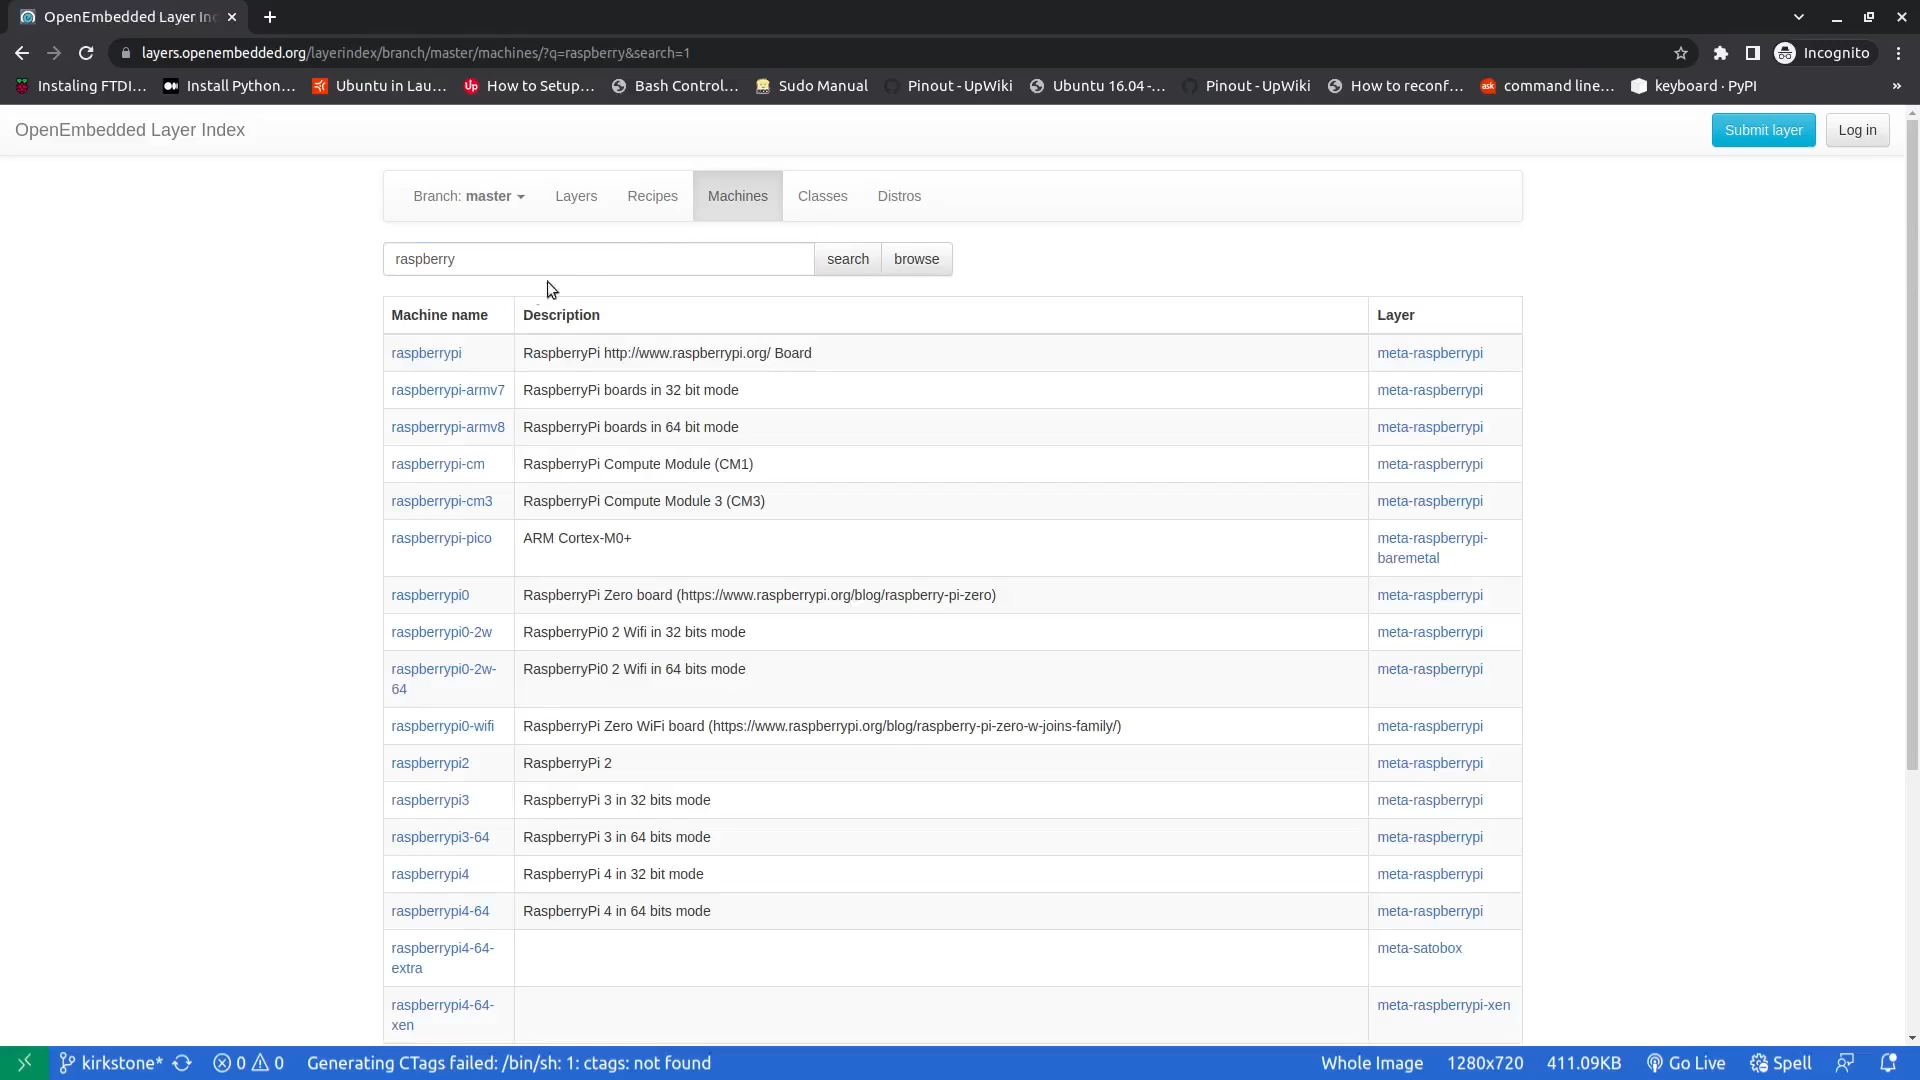 OpenEmbedded Layer In
layers.openembedded.org/layerindex/branch/master/machines/?q=raspberry&search=1
Incognito
Instaling FTDI... Install Python... Ubuntu in Lau... How to Setup... Bash Control... Sudo Manual Pinout - UpWiki Ubuntu 16.04 -... Pinout - UpWiki How to reconf... command line... keyboard · PyPI »
OpenEmbedded Layer Index Submit layer Log in
Branch: master Layers Recipes Machines Classes Distros
raspberry search browse
Machine name Description Layer
raspberrypi RaspberryPi http://www.raspberrypi.org/ Board meta-raspberrypi
raspberrypi-armv7 RaspberryPi boards in 32 bit mode meta-raspberrypi
raspberrypi-armv8 RaspberryPi boards in 64 bit mode meta-raspberrypi
raspberrypi-cm RaspberryPi Compute Module (CM1) meta-raspberrypi
raspberrypi-cm3 RaspberryPi Compute Module 3 (CM3) meta-raspberrypi
raspberrypi-pico ARM Cortex-M0+ meta-raspberrypi-
baremetal
raspberrypi0 RaspberryPi Zero board (https://www.raspberrypi.org/blog/raspberry-pi-zero) meta-raspberrypi
raspberrypi0-2w RaspberryPi0 2 Wifi in 32 bits mode meta-raspberrypi
raspberrypi0-2w- RaspberryPi0 2 Wifi in 64 bits mode meta-raspberrypi
64
raspberrypi0-wifi RaspberryPi Zero WiFi board (https://www.raspberrypi.org/blog/raspberry-pi-zero-w-joins-family/) meta-raspberrypi
raspberrypi2 RaspberryPi 2 meta-raspberrypi
raspberrypi3 RaspberryPi 3 in 32 bits mode meta-raspberrypi
raspberrypi3-64 RaspberryPi 3 in 64 bits mode meta-raspberrypi
raspberrypi4 RaspberryPi 4 in 32 bit mode meta-raspberrypi
raspberrypi4-64 RaspberryPi 4 in 64 bits mode meta-raspberrypi
raspberrypi4-64- meta-satobox
extra
raspberrypi4-64- meta-raspberrypi-xen
xen
kirkstone* 0 0 Generating CTags failed: /bin/sh: 1: ctags: not found Whole Image 1280x720 411.09KB Go Live Spell